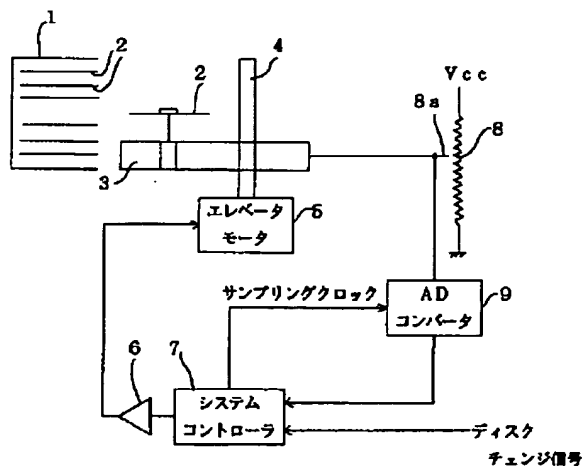 1
2
2
4
2
Vcc
8a
8
3
エレベータ
モータ
5
サンプリングクロック
AD
コンバータ
9
6
7
システム
コントローラ
ディスク
チェンジ信号